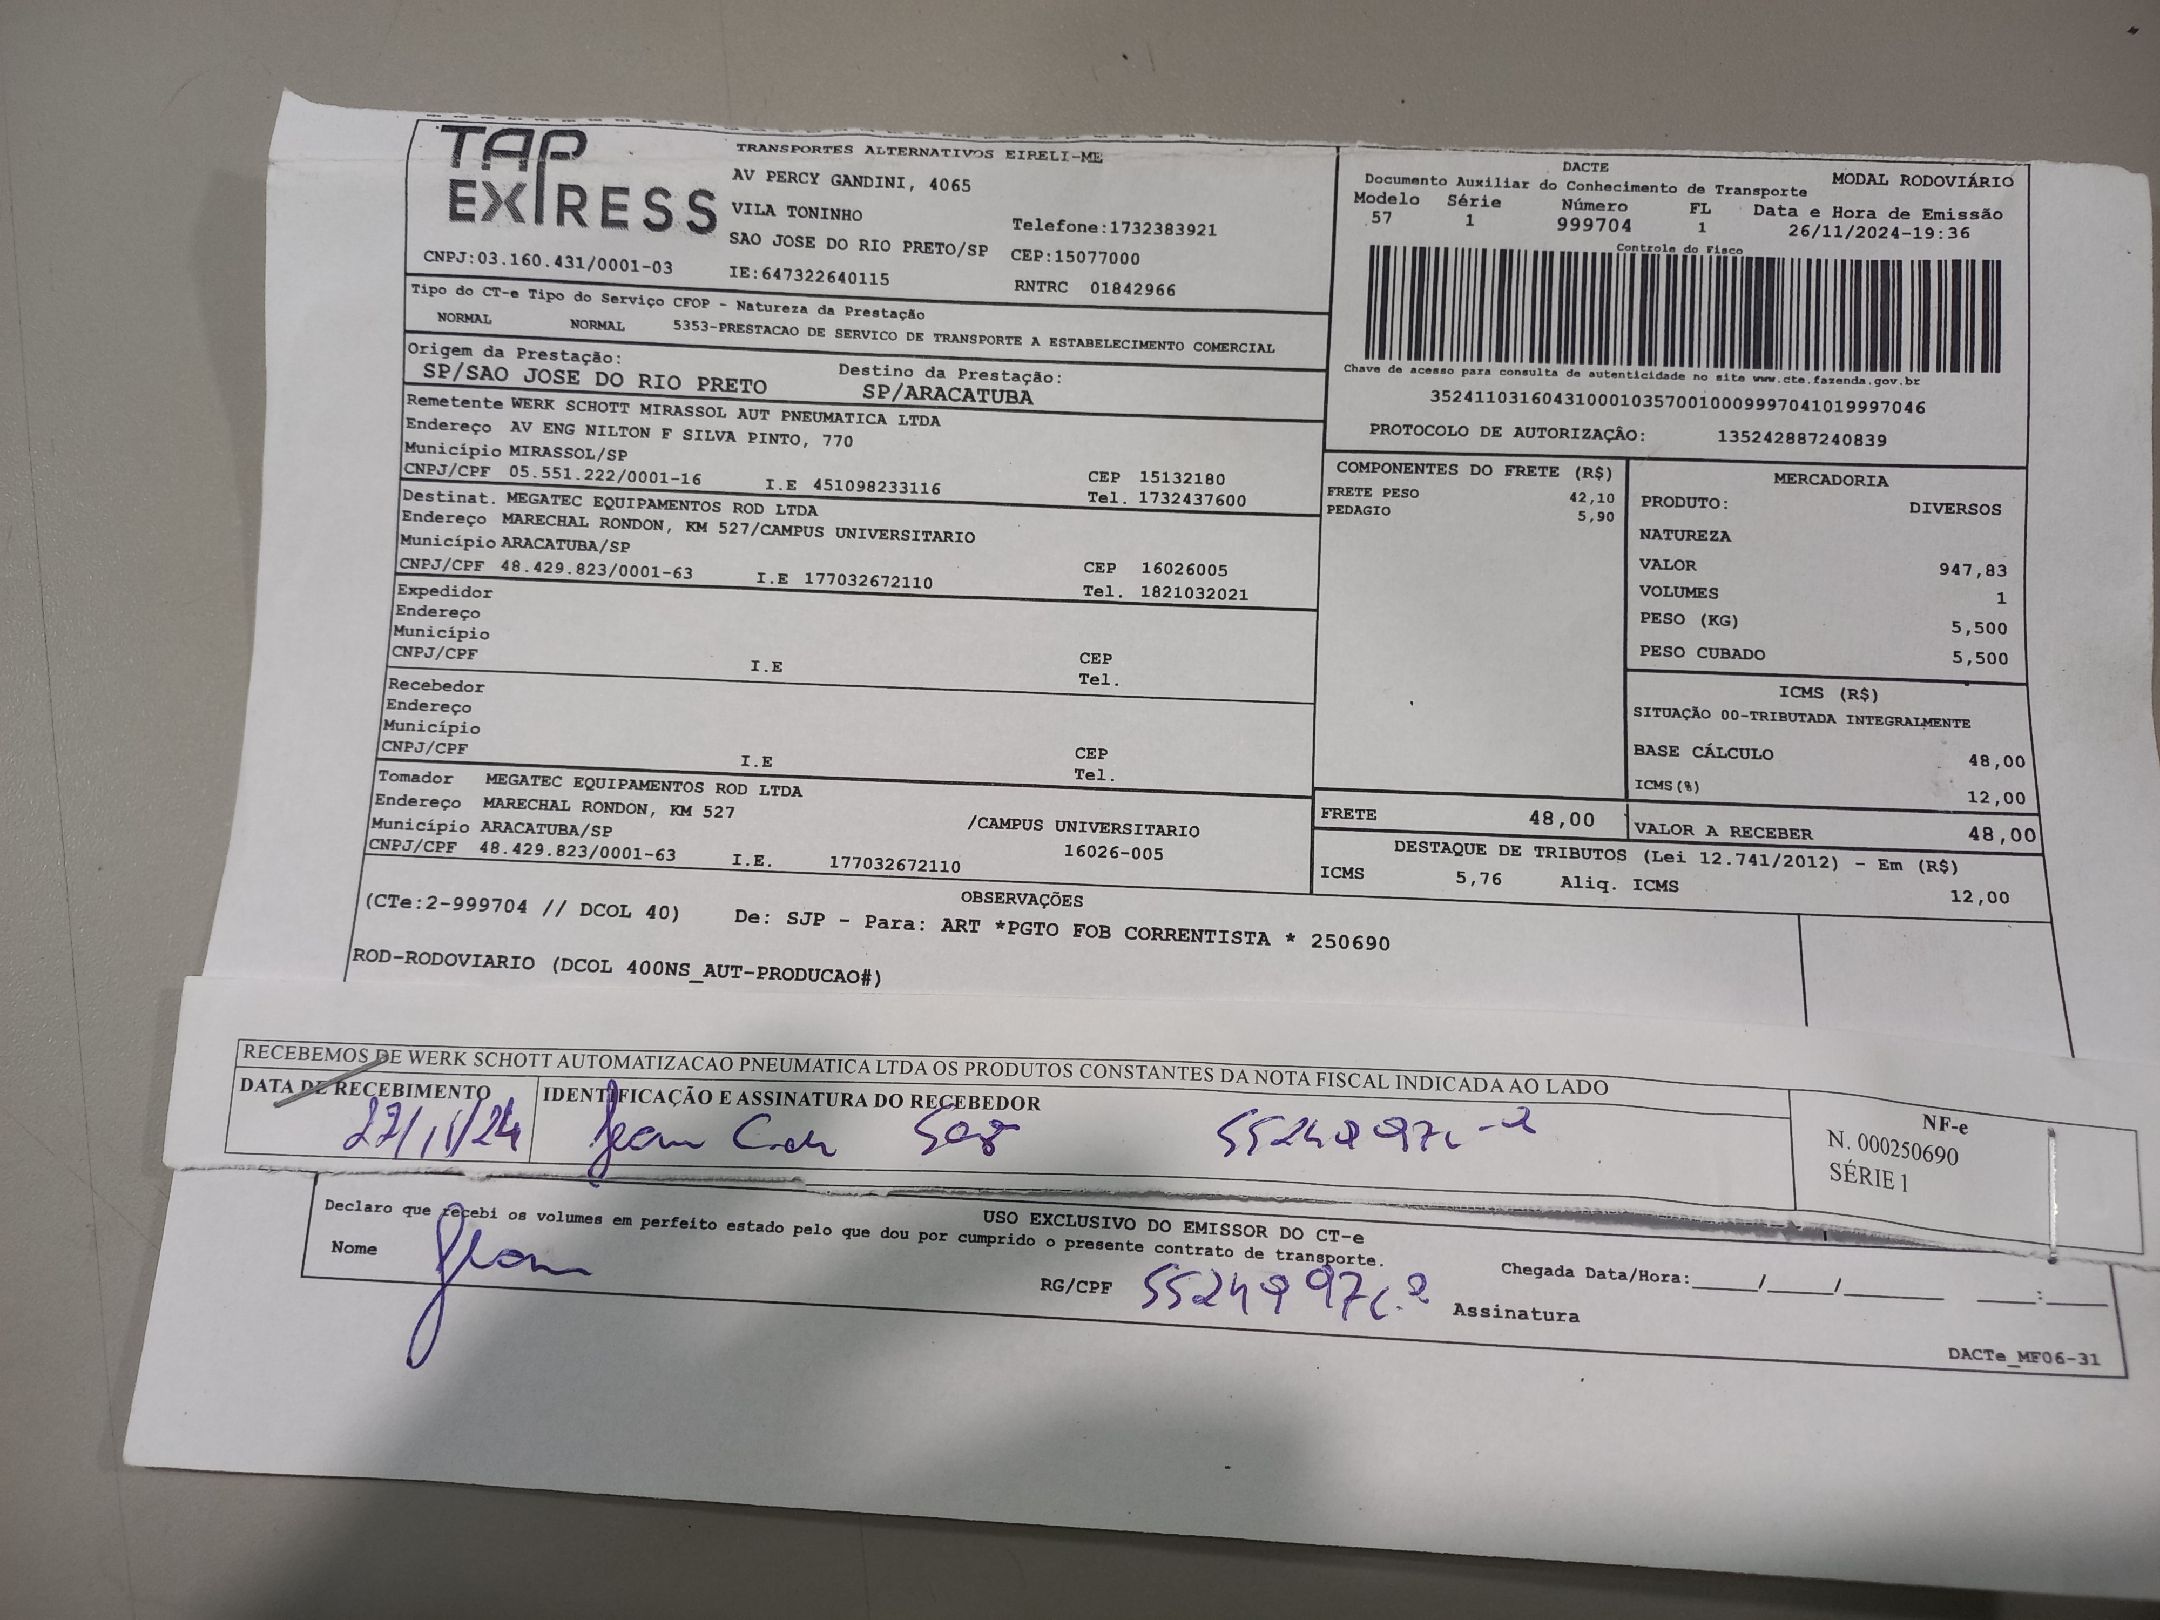 TAP EXPRESS
TRANSPORTES ALTERNATIVOS EIRELI-ME
AV PERCY GANDINI, 4065
VILA TONINHO
Telefone:1732383921
SAO JOSE DO RIO PRETO/SP CEP:15077000
CNPJ:03.160.431/0001-03 IE:647322640115 RNTRC 01842966
DACTE
MODAL RODOVIÁRIO
Documento Auxiliar do Conhecimento de Transporte
Modelo Série Número FL Data e Hora de Emissão
57 1 999704 1 26/11/2024-19:36
Controle do Fisco
Chave de acesso para consulta de autenticidade no site www.cte.fazenda.gov.br
35241103160431000103570010009997041019997046
PROTOCOLO DE AUTORIZAÇÃO: 135242887240839
Tipo do CT-e Tipo do Serviço CFOP - Natureza da Prestação
NORMAL NORMAL 5353-PRESTACAO DE SERVICO DE TRANSPORTE A ESTABELECIMENTO COMERCIAL
Origem da Prestação: Destino da Prestação:
SP/SAO JOSE DO RIO PRETO SP/ARACATUBA
Remetente WERK SCHOTT MIRASSOL AUT PNEUMATICA LTDA
Endereço AV ENG NILTON F SILVA PINTO, 770
Município MIRASSOL/SP CEP 15132180
CNPJ/CPF 05.551.222/0001-16 I.E 451098233116 Tel. 1732437600
Destinat. MEGATEC EQUIPAMENTOS ROD LTDA
Endereço MARECHAL RONDON, KM 527/CAMPUS UNIVERSITARIO
Município ARACATUBA/SP CEP 16026005
CNPJ/CPF 48.429.823/0001-63 I.E 177032672110 Tel. 1821032021
Expedidor
Endereço
Município CEP
CNPJ/CPF I.E Tel.
Recebedor
Endereço
Município CEP
CNPJ/CPF I.E Tel.
Tomador MEGATEC EQUIPAMENTOS ROD LTDA
Endereço MARECHAL RONDON, KM 527 /CAMPUS UNIVERSITARIO
Município ARACATUBA/SP 16026-005
CNPJ/CPF 48.429.823/0001-63 I.E. 177032672110
COMPONENTES DO FRETE (R$)
FRETE PESO 42,10
PEDAGIO 5,90
MERCADORIA
PRODUTO: DIVERSOS
NATUREZA
VALOR 947,83
VOLUMES 1
PESO (KG) 5,500
PESO CUBADO 5,500
ICMS (R$)
SITUAÇÃO 00-TRIBUTADA INTEGRALMENTE
BASE CÁLCULO 48,00
ICMS(%) 12,00
FRETE 48,00 VALOR A RECEBER 48,00
DESTAQUE DE TRIBUTOS (Lei 12.741/2012) - Em (R$)
ICMS 5,76 Aliq. ICMS 12,00
OBSERVAÇÕES
(CTe:2-999704 // DCOL 40) De: SJP - Para: ART *PGTO FOB CORRENTISTA * 250690
ROD-RODOVIARIO (DCOL 400NS_AUT-PRODUCAO#)
RECEBEMOS DE WERK SCHOTT AUTOMATIZACAO PNEUMATICA LTDA OS PRODUTOS CONSTANTES DA NOTA FISCAL INDICADA AO LADO
DATA DE RECEBIMENTO IDENTIFICAÇÃO E ASSINATURA DO RECEBEDOR
27/11/24 Jean
NF-e
N. 000250690
SÉRIE 1
USO EXCLUSIVO DO EMISSOR DO CT-e
Declaro que recebi os volumes em perfeito estado pelo que dou por cumprido o presente contrato de transporte.
Nome Jean RG/CPF Assinatura Chegada Data/Hora:_____/_____/________ ____:_____
DACTe_MF06-31